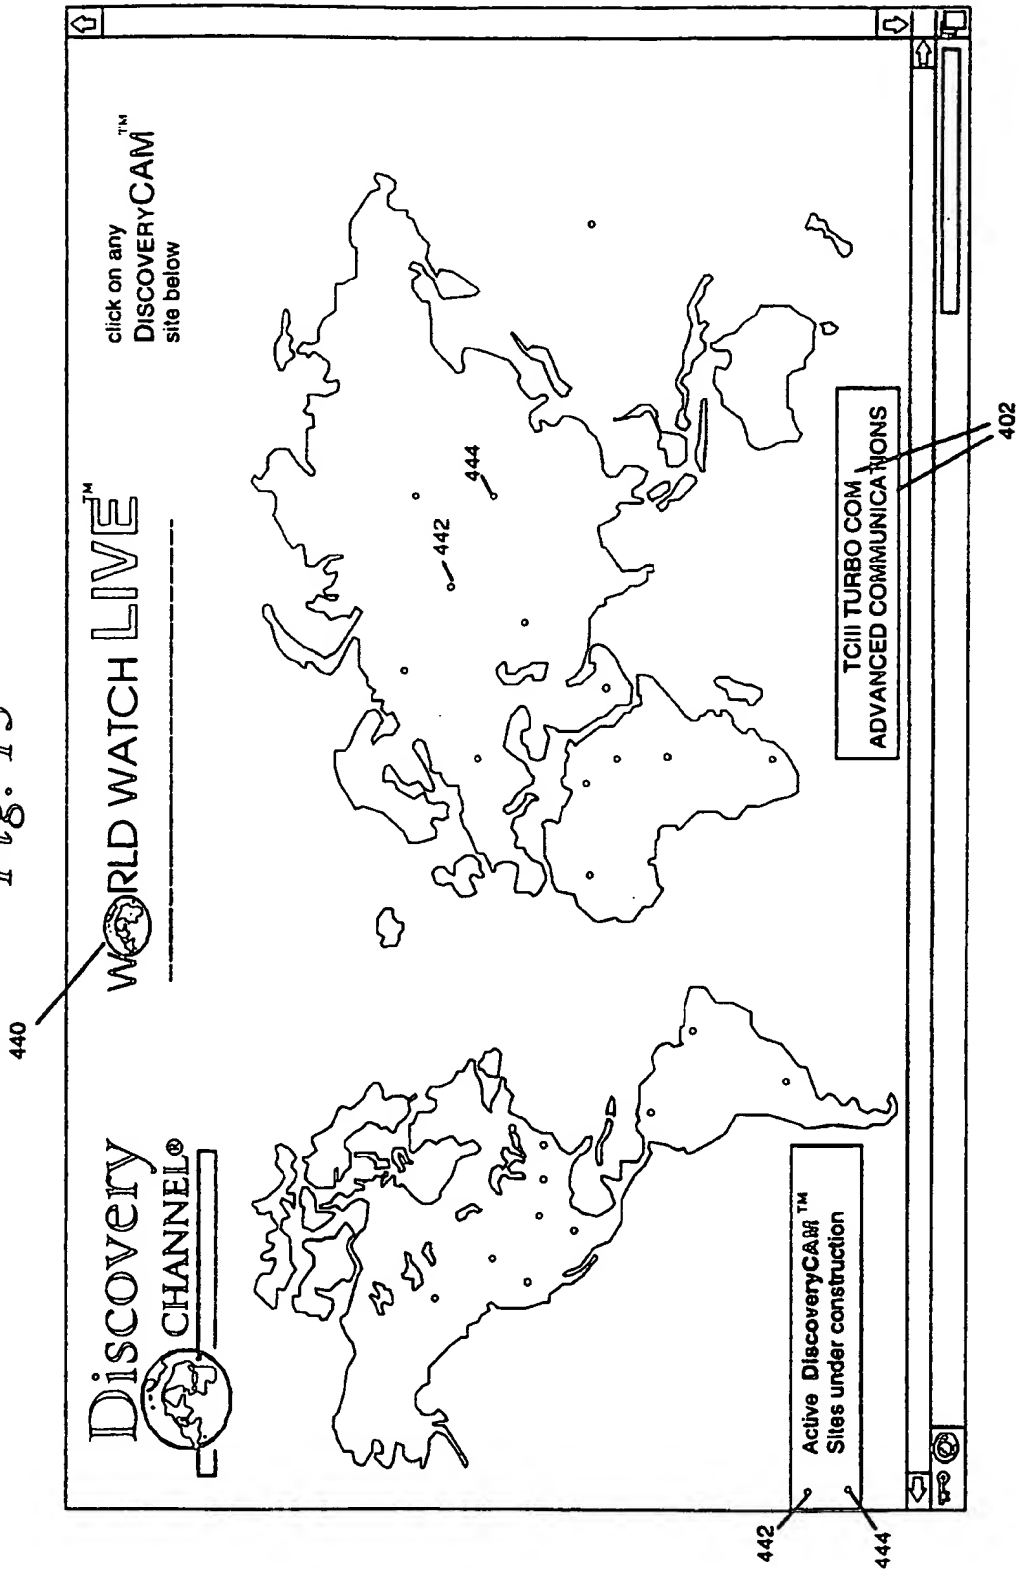 440
Discovery
CHANNEL®
WORLD WATCH LIVE™
click on any
DISCOVERYCAM™
site below
442
444
442
444
Active DiscoveryCAM™
Sites under construction
TCIII TURBO COM
ADVANCED COMMUNICATIONS
402